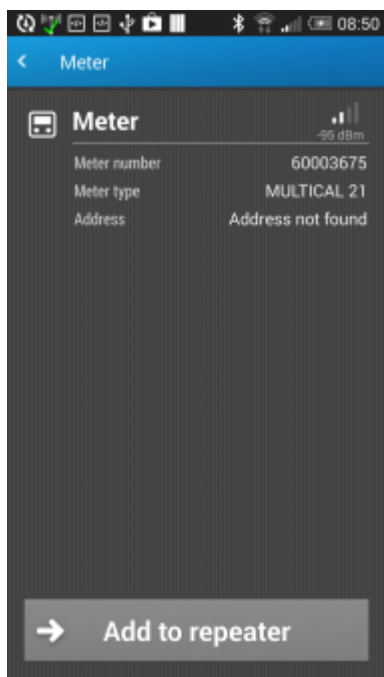 08:50
Meter
Meter
-95 dBm
Meter number 60003675
Meter type MULTICAL 21
Address Address not found
Add to repeater